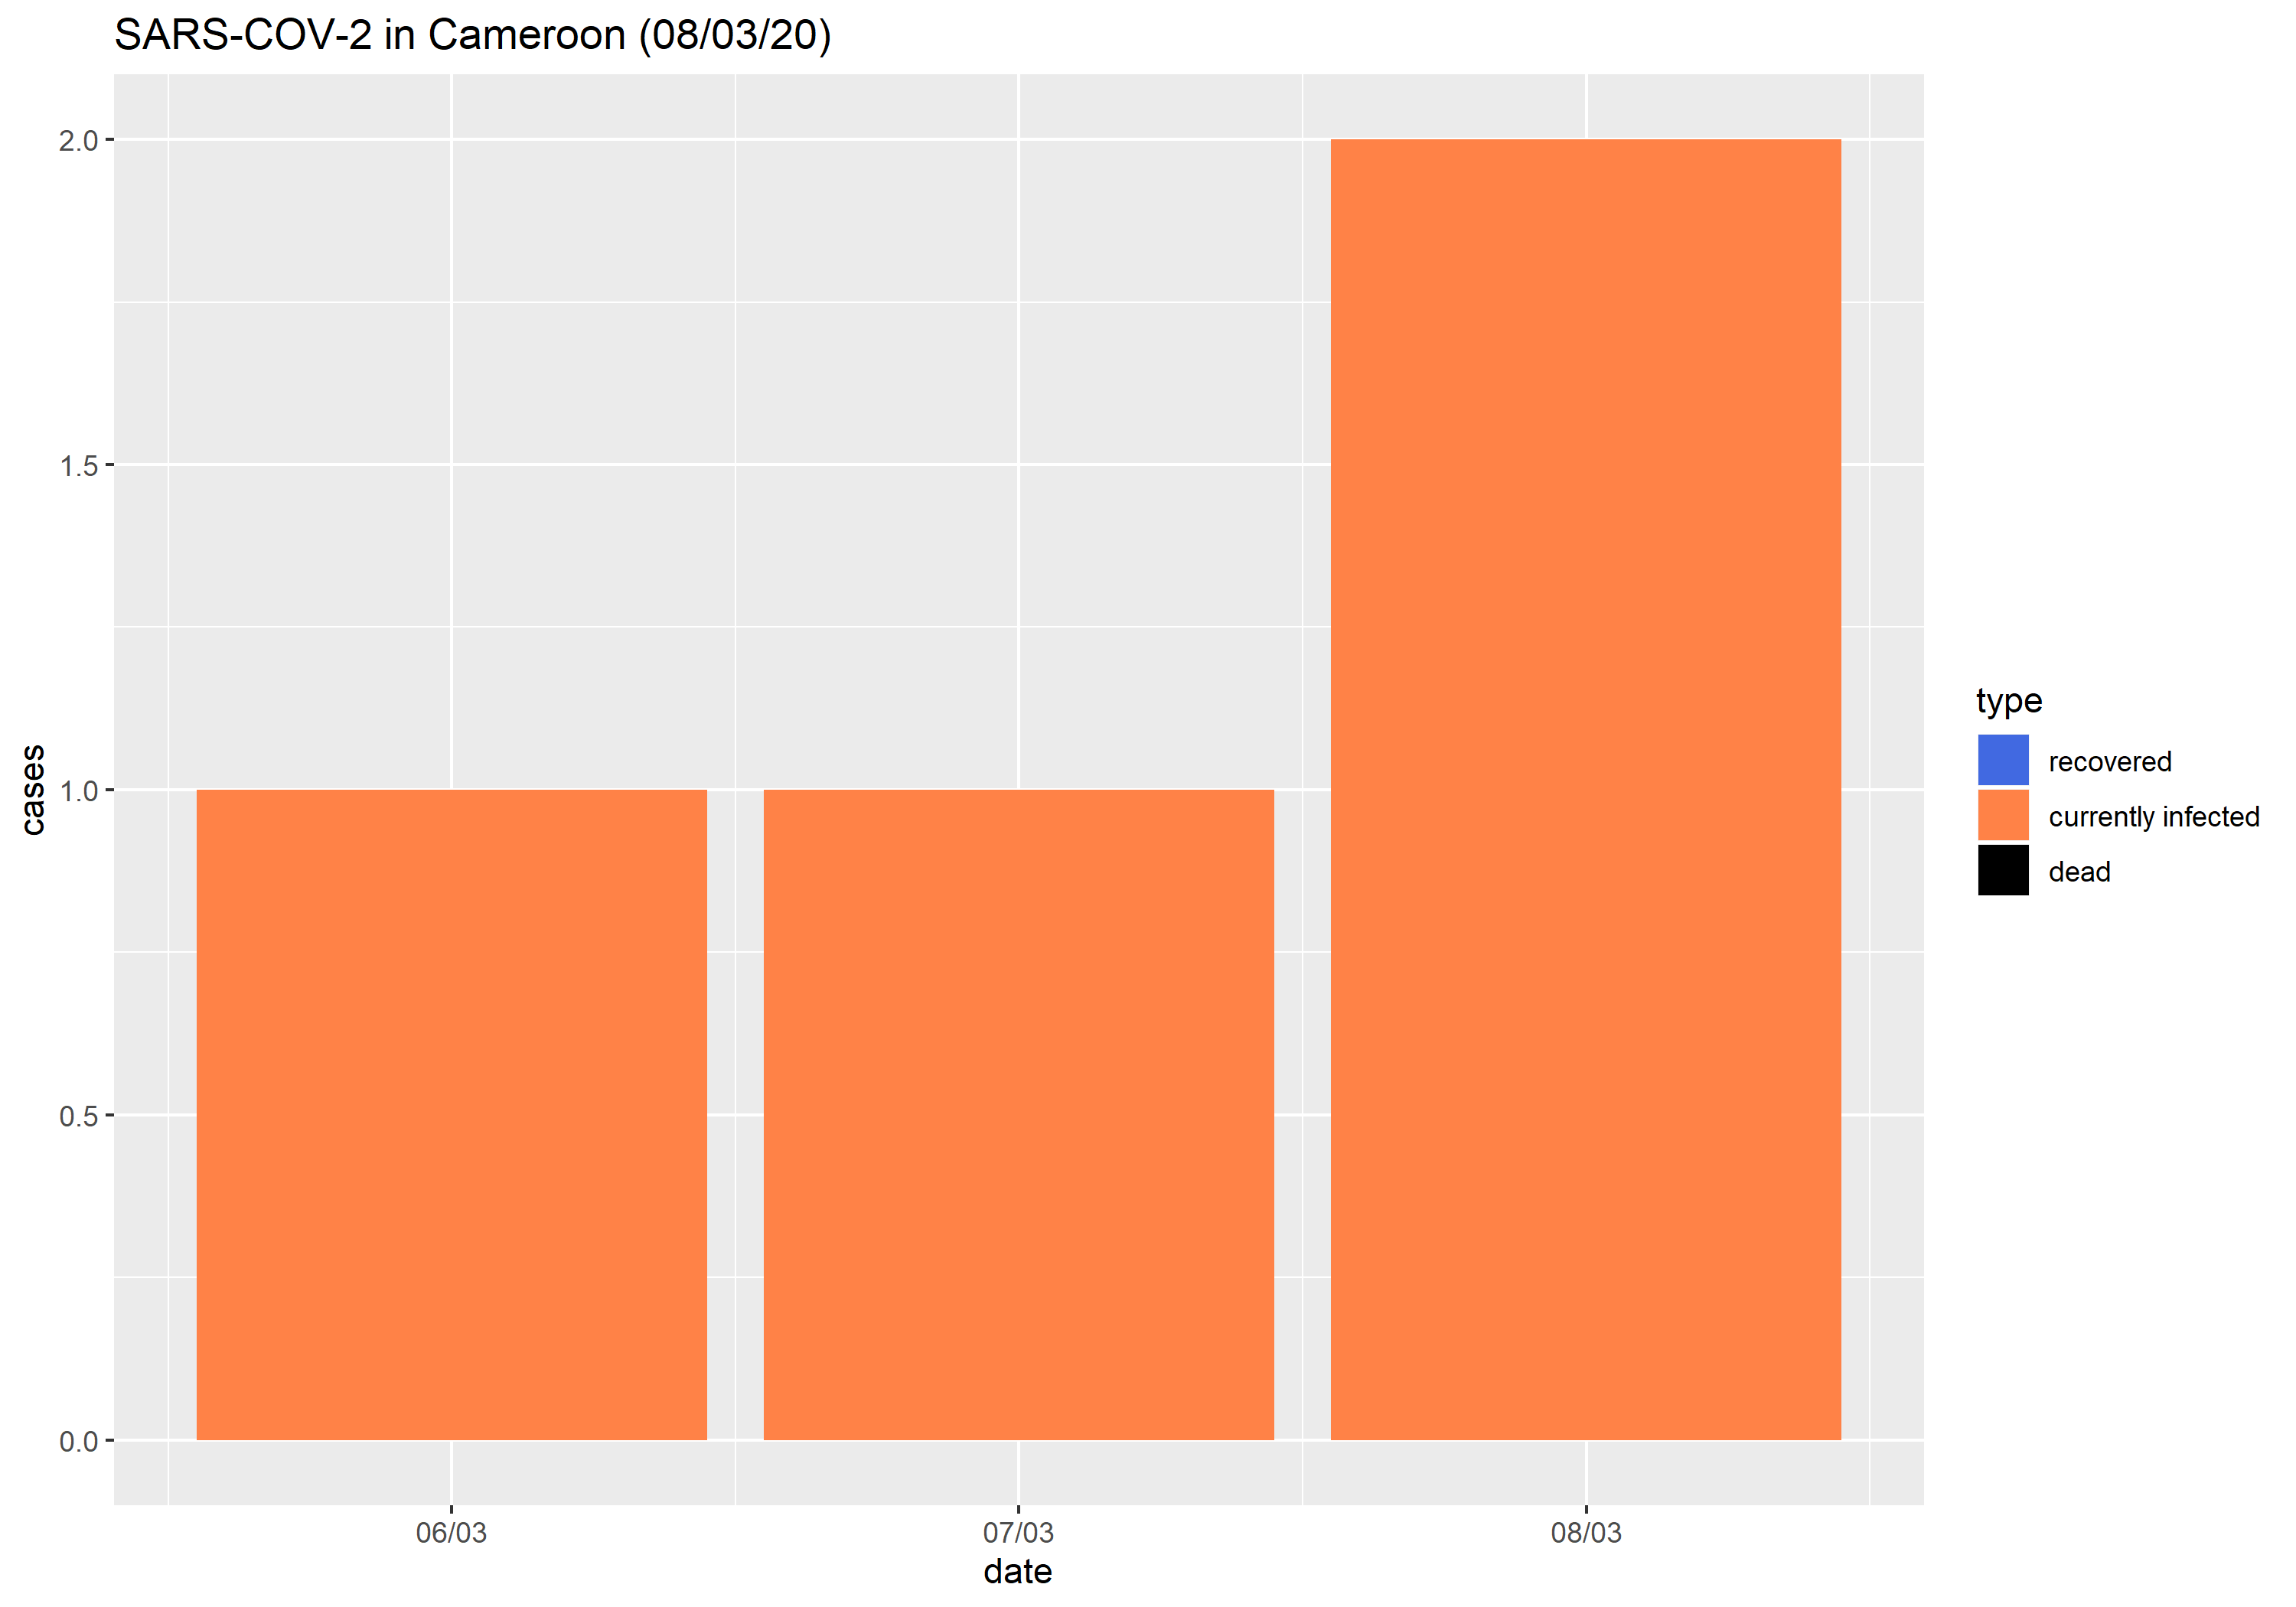 SARS-COV-2 in Cameroon (08/03/20)
cases
2.0
1.5
1.0
0.5
0.0
06/03
07/03
08/03
date
type
recovered
currently infected
dead